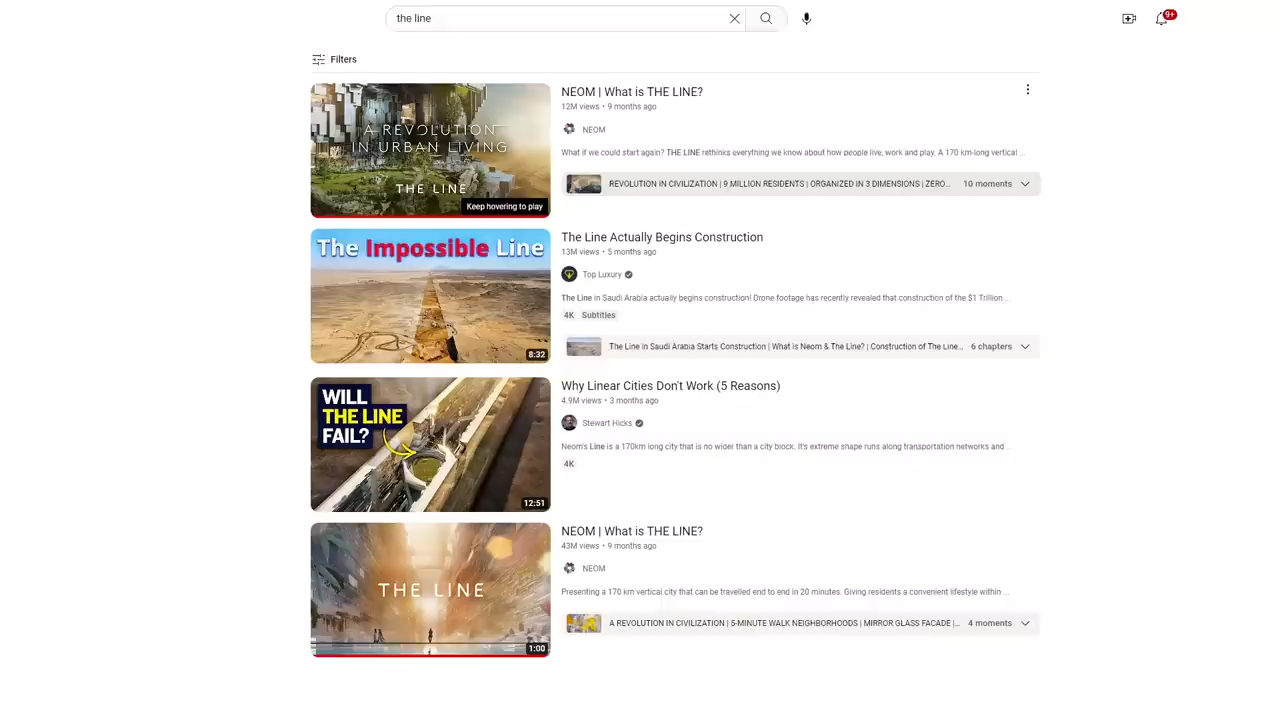 the line
9+
Filters
A REVOLUTION
IN URBAN LIVING
THE LINE
Keep hovering to play
NEOM | What is THE LINE?
12M views • 9 months ago
NEOM
What if we could start again? THE LINE rethinks everything we know about how people live, work and play. A 170 km-long vertical ...
REVOLUTION IN CIVILIZATION | 9 MILLION RESIDENTS | ORGANIZED IN 3 DIMENSIONS | ZERO...
10 moments
The Impossible Line
8:32
The Line Actually Begins Construction
13M views • 5 months ago
Top Luxury
The Line in Saudi Arabia actually begins construction! Drone footage has recently revealed that construction of the $1 Trillion ...
4K Subtitles
The Line in Saudi Arabia Starts Construction | What is Neom & The Line? | Construction of The Line...
6 chapters
WILL
THE LINE
FAIL?
12:51
Why Linear Cities Don't Work (5 Reasons)
4.9M views • 3 months ago
Stewart Hicks
Neom's Line is a 170km long city that is no wider than a city block. It's extreme shape runs along transportation networks and ...
4K
THE LINE
1:00
NEOM | What is THE LINE?
43M views • 9 months ago
NEOM
Presenting a 170 km vertical city that can be travelled end to end in 20 minutes. Giving residents a convenient lifestyle within ...
A REVOLUTION IN CIVILIZATION | 5-MINUTE WALK NEIGHBORHOODS | MIRROR GLASS FACADE |...
4 moments